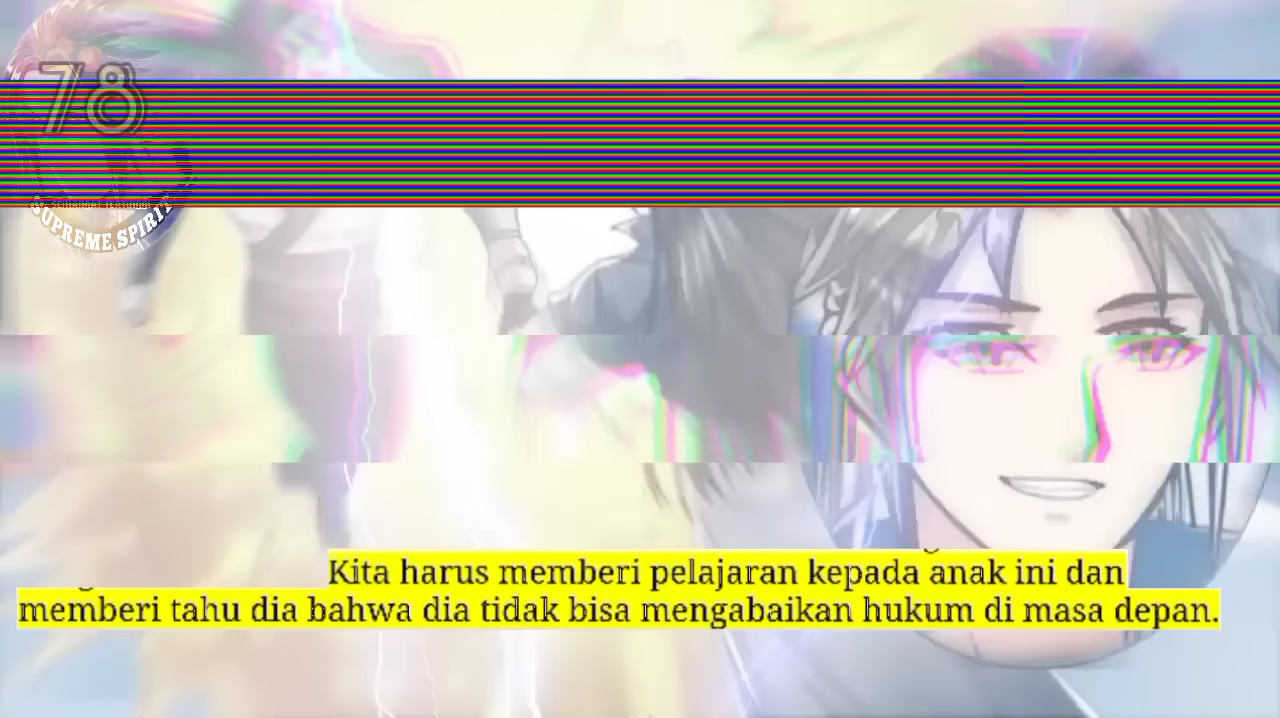 78
SUPREME SPIRIT
Kita harus memberi pelajaran kepada anak ini dan
memberi tahu dia bahwa dia tidak bisa mengabaikan hukum di masa depan.